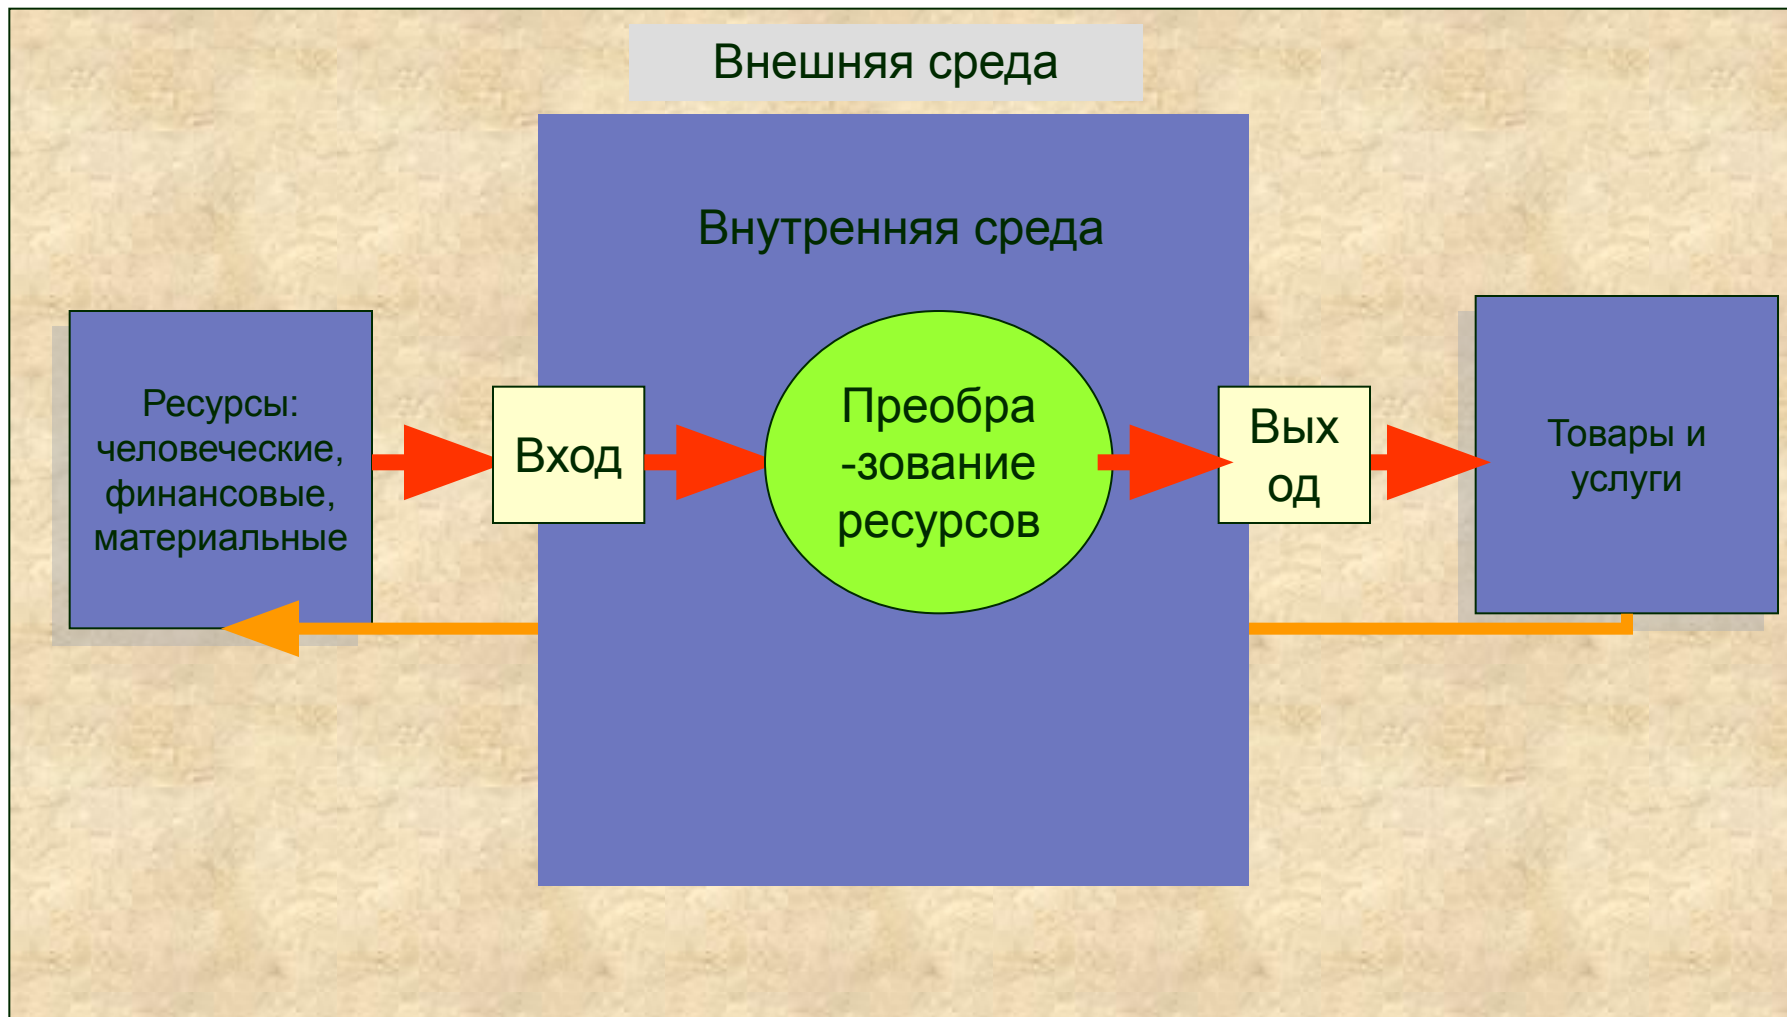 Внешняя среда
Внутренняя среда
Ресурсы:
человеческие,
финансовые,
материальные
Вход
Преобра
-зование
ресурсов
Вых
од
Товары и
услуги